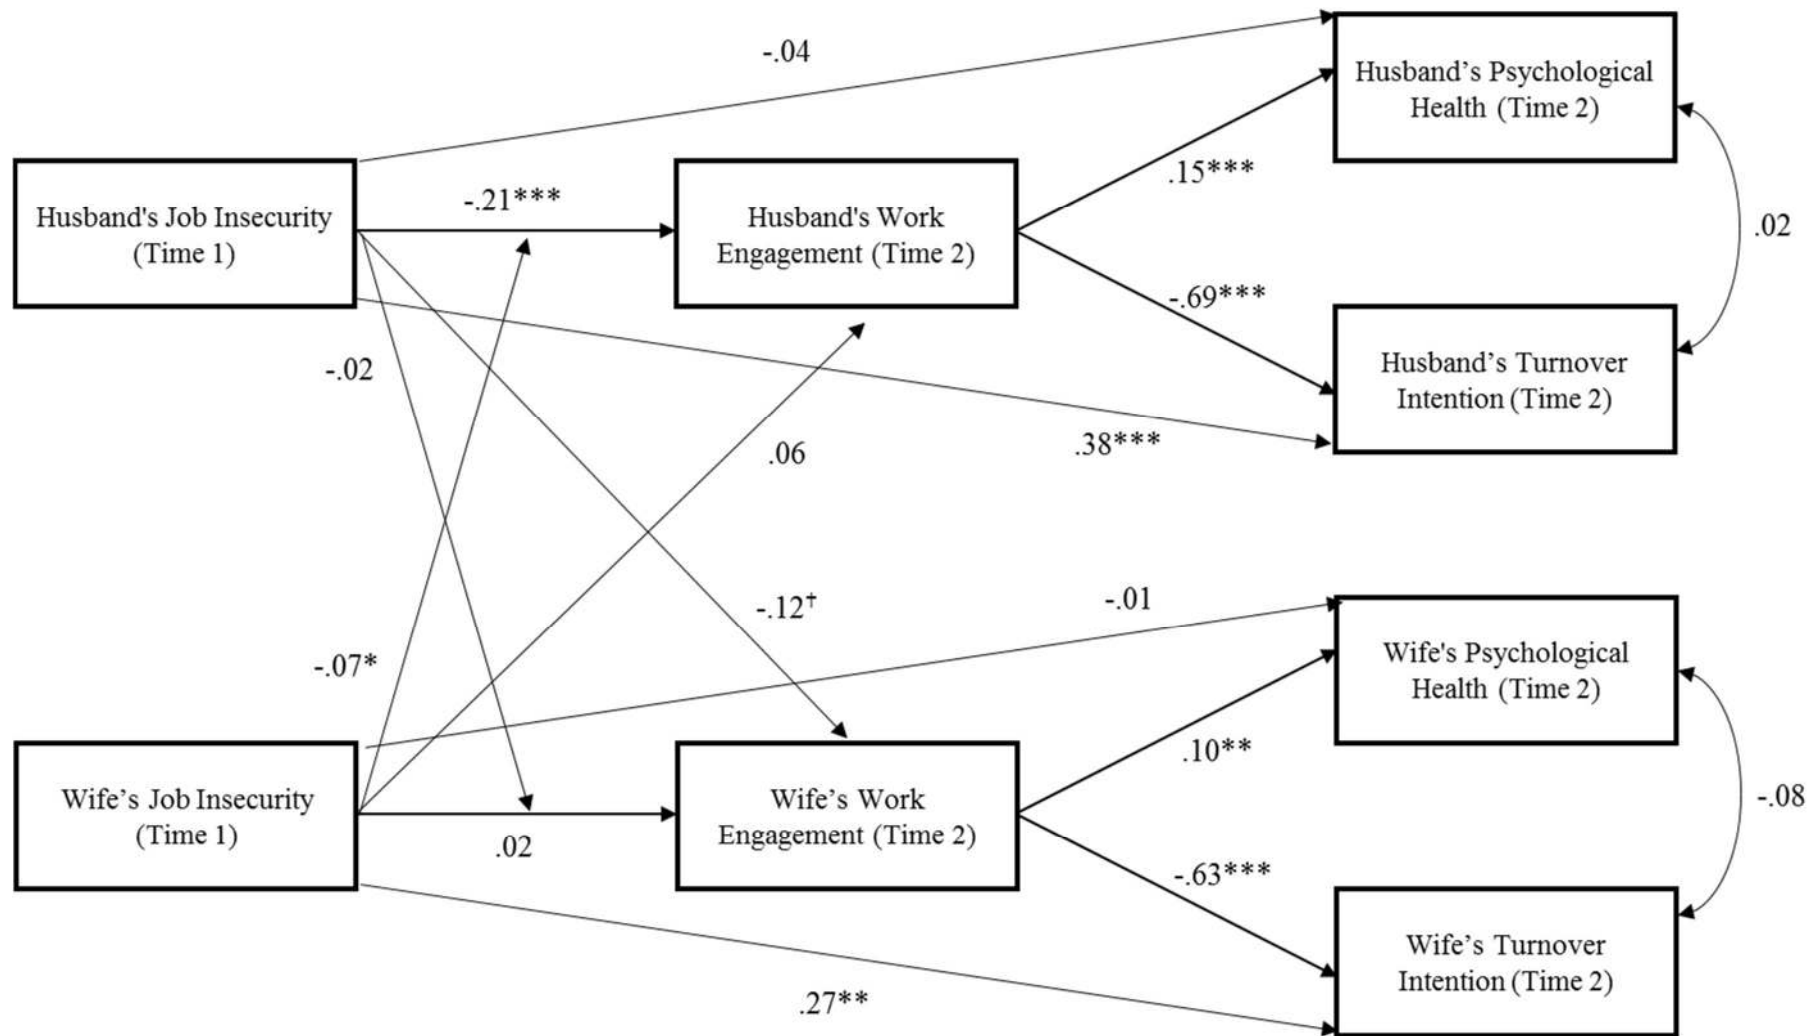 -.04
Husband's Psychological
Health (Time 2)
.15***
-.21***
Husband's Job Insecurity
(Time 1)
Husband's Work
Engagement (Time 2)
.02
-.69***
-.02
Husband's Turnover
Intention (Time 2)
.38***
.06
-.12†
-.01
-.07*
Wife's Psychological
Health (Time 2)
.10**
Wife's Job Insecurity
(Time 1)
Wife's Work
Engagement (Time 2)
-.08
.02
-.63***
Wife's Turnover
Intention (Time 2)
.27**